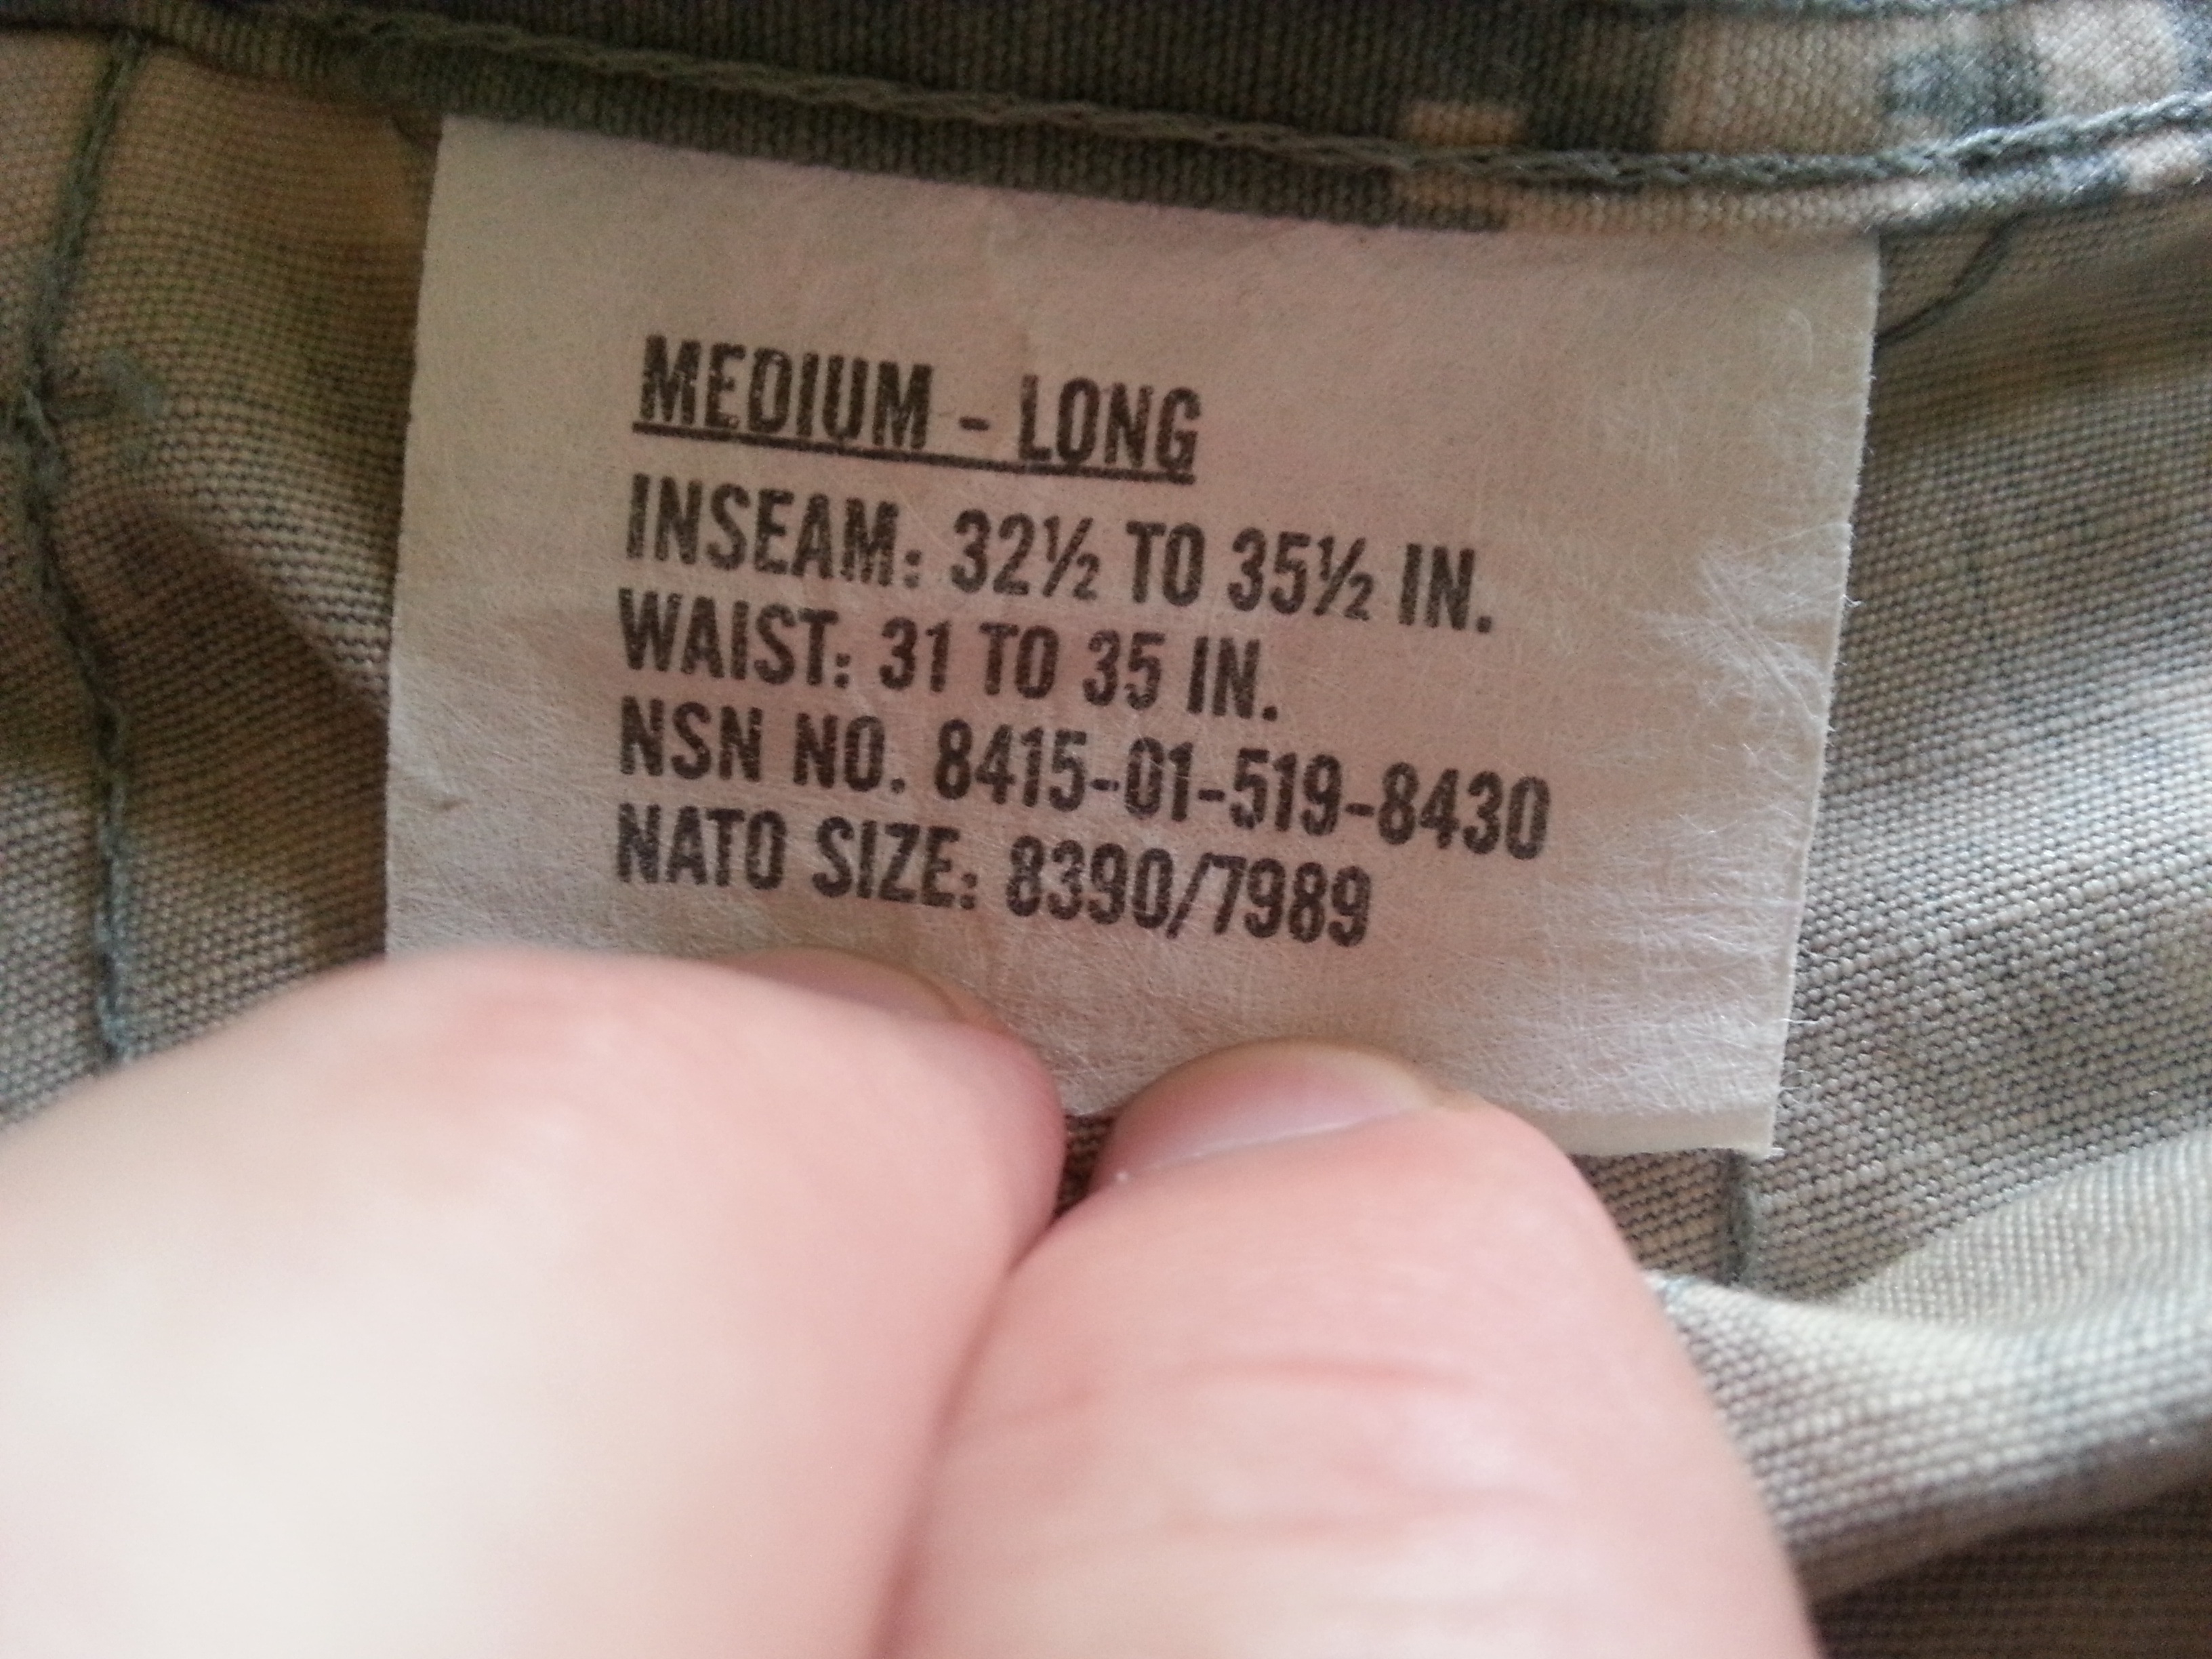 MEDIUM - LONG
INSEAM: 32½ TO 35½ IN.
WAIST: 31 TO 35 IN.
NSN NO. 8415-01-519-8430
NATO SIZE: 8390/7989